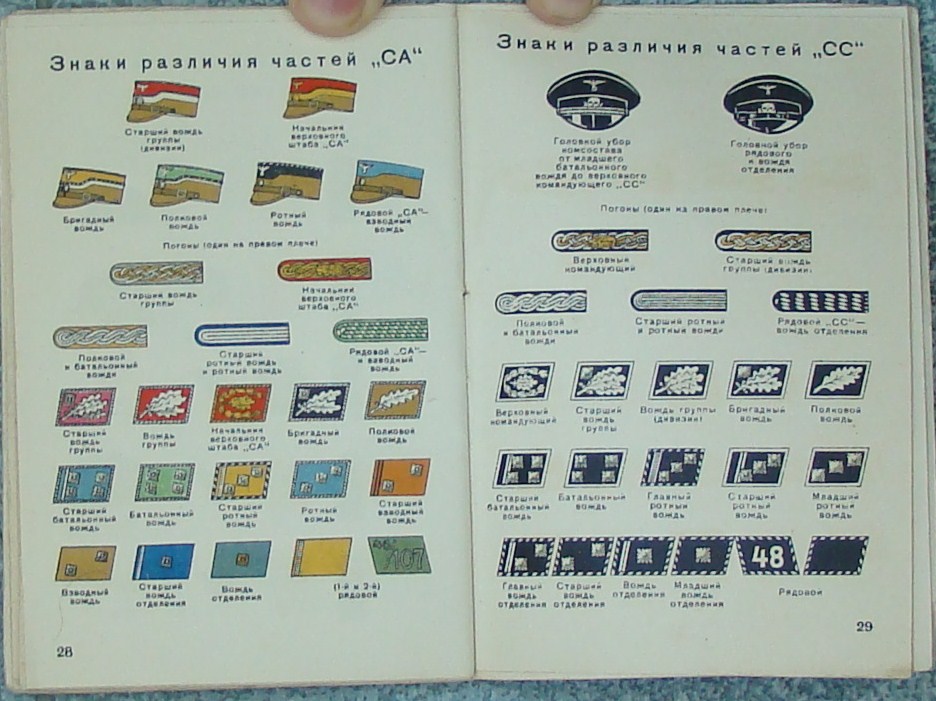 Знаки различия частей „СА“
Старший вождь
группы
(дивизии)
Начальник
верховного
штаба „СА“
Бригадный
вождь
Полковой
вождь
Ротный
вождь
Рядовой „СА“—
взводный
вождь
Погоны (один на правом плече)
Старший вождь
группы
Начальник
верховного
штаба „СА“
Полковой
и батальонный
вожди
Старший
ротный вождь
и ротный вождь
Рядовой „СА“—
и взводный
вождь
Старший
вождь
группы
Вождь
группы
Начальник
верховного
штаба „СА“
Бригадный
вождь
Полковой
вождь
Старший
батальонный
вождь
Батальонный
вождь
Старший
ротный
вождь
Ротный
вождь
Старший
взводный
вождь
Взводный
вождь
Старший
вождь
отделения
Вождь
отделения
(1-й и 2-й)
рядовой
107
28
Знаки различия частей „СС“
Головной убор
комсостава
от младшего
батальонного
вождя до верховного
командующего „СС“
Головной убор
рядового
и вождя
отделения
Погоны (один на правом плече)
Верховный
командующий
Старший вождь
группы (дивизии)
Полковой
и батальонный
вожди
Старший ротный
и ротный вожди
Рядовой „СС“—
вождь отделения
Верховный
командующий
Старший
вождь
группы
Вождь группы
(дивизии)
Бригадный
вождь
Полковой
вождь
Старший
батальонный
вождь
Батальонный
вождь
Главный
ротный
вождь
Старший
ротный
вождь
Младший
ротный
вождь
Главный
вождь
отделения
Старший
вождь
отделения
Вождь
отделения
Младший
вождь
отделения
48
Рядовой
29